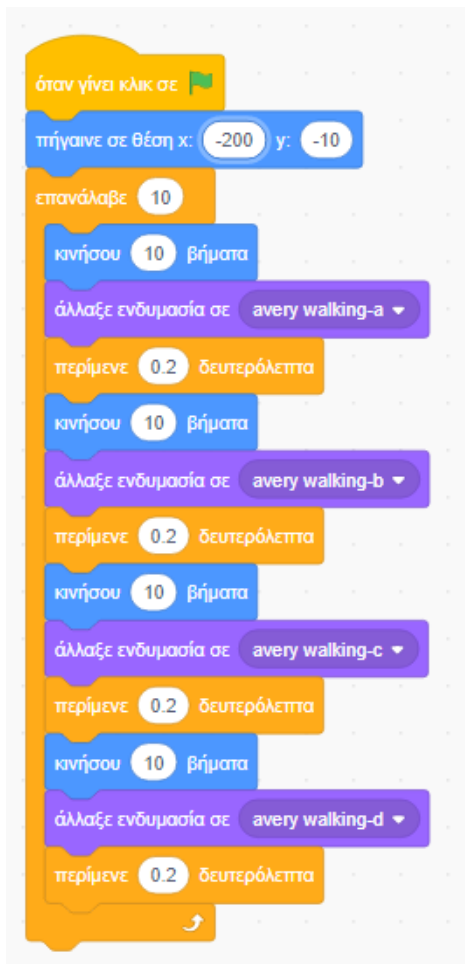 όταν γίνει κλικ σε
πήγαινε σε θέση x: -200 y: -10
επανάλαβε 10
κινήσου 10 βήματα
άλλαξε ενδυμασία σε avery walking-a
περίμενε 0.2 δευτερόλεπτα
κινήσου 10 βήματα
άλλαξε ενδυμασία σε avery walking-b
περίμενε 0.2 δευτερόλεπτα
κινήσου 10 βήματα
άλλαξε ενδυμασία σε avery walking-c
περίμενε 0.2 δευτερόλεπτα
κινήσου 10 βήματα
άλλαξε ενδυμασία σε avery walking-d
περίμενε 0.2 δευτερόλεπτα